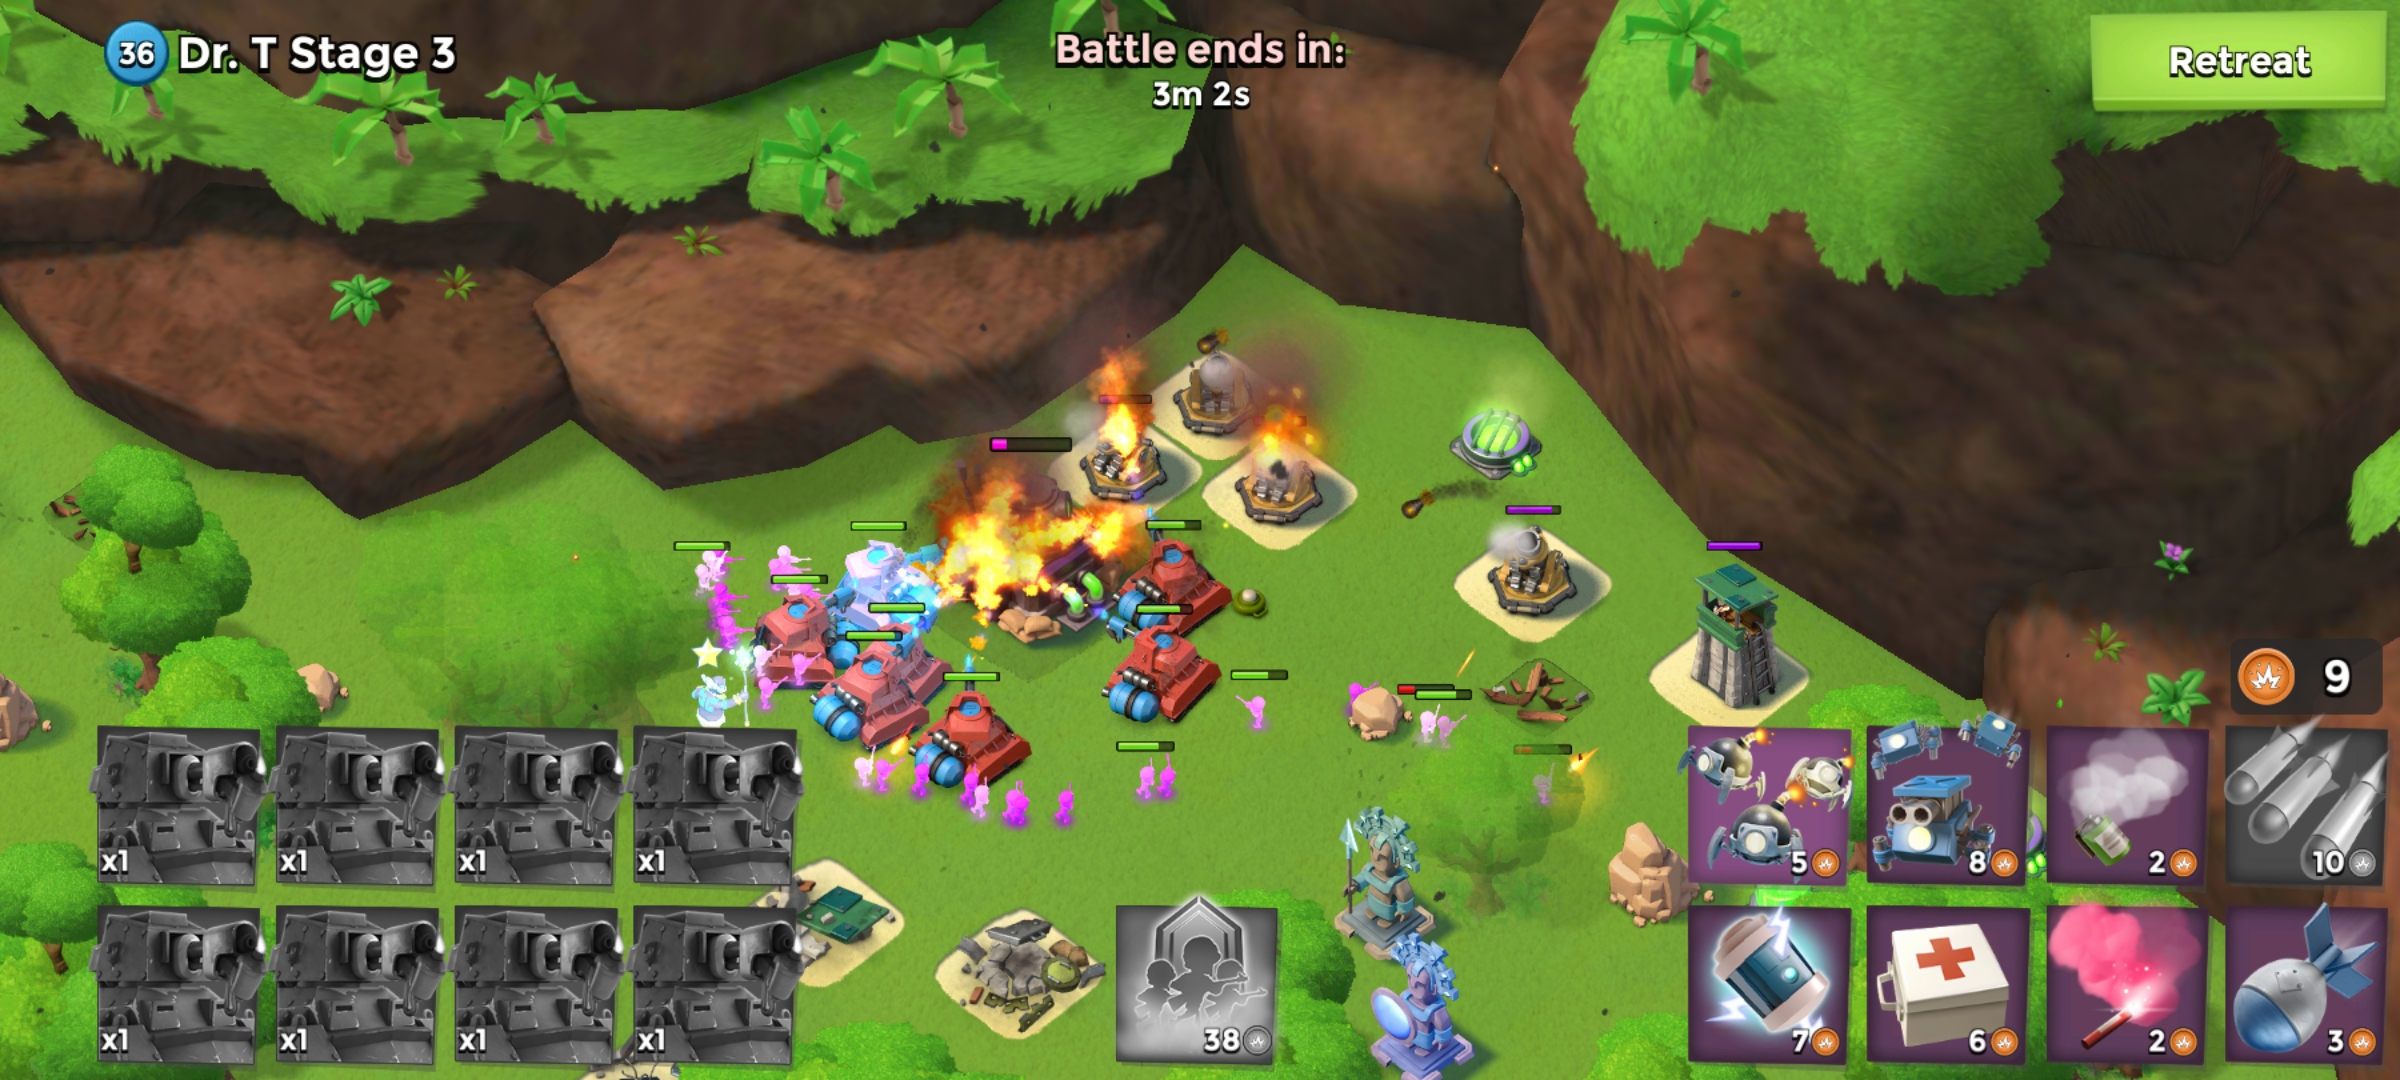 36 Dr. T Stage 3
Battle ends in:
3m 2s
Retreat
9
x1 x1 x1 x1
5 8 2 10
x1 x1 x1 x1
38
7 6 2 3